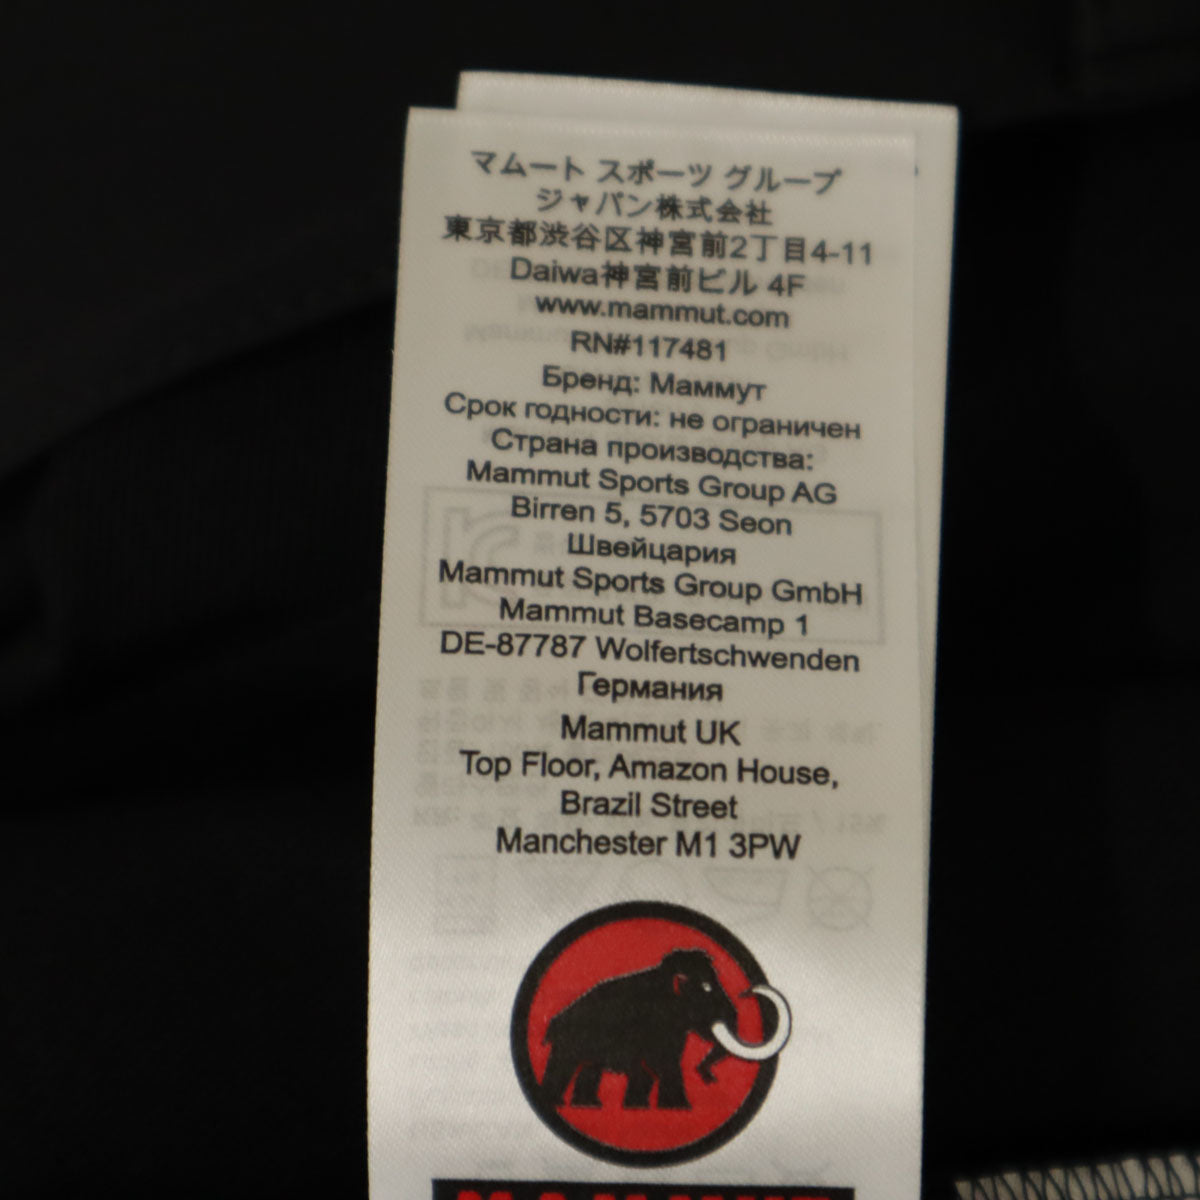 マムート スポーツ グループ
ジャパン株式会社
東京都渋谷区神宮前2丁目4-11
Daiwa神宮前ビル 4F
www.mammut.com
RN#117481
Бренд: Маммут
Срок годности: не ограничен
Страна производства:
Mammut Sports Group AG
Birren 5, 5703 Seon
Швейцария
Mammut Sports Group GmbH
Mammut Basecamp 1
DE-87787 Wolfertschwenden
Германия
Mammut UK
Top Floor, Amazon House,
Brazil Street
Manchester M1 3PW